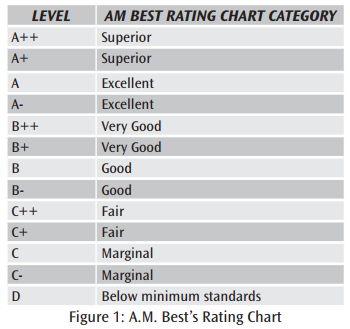 LEVEL AM BEST RATING CHART CATEGORY
A++ Superior
A+ Superior
A Excellent
A- Excellent
B++ Very Good
B+ Very Good
B Good
B- Good
C++ Fair
C+ Fair
C Marginal
C- Marginal
D Below minimum standards
Figure 1: A.M. Best's Rating Chart